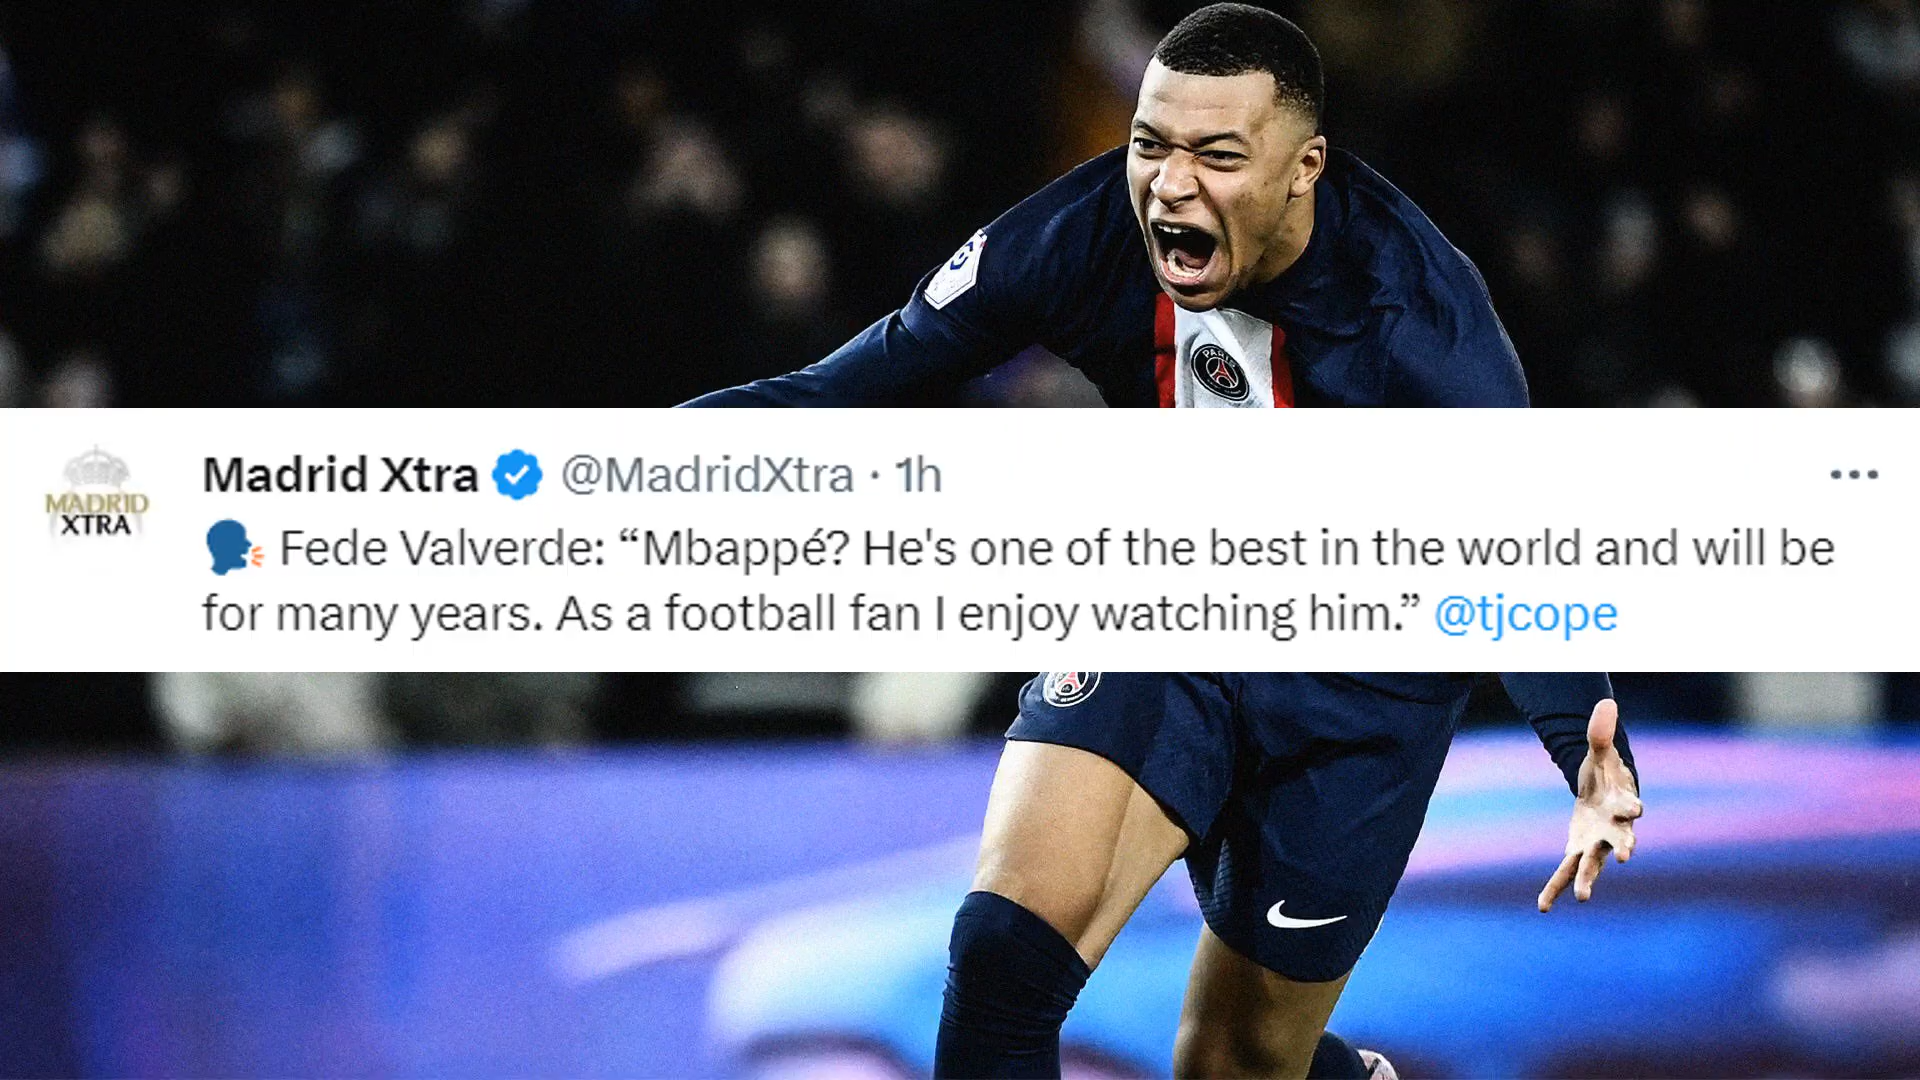 PARIS
MADRID
XTRA
Madrid Xtra @MadridXtra · 1h
Fede Valverde: “Mbappé? He's one of the best in the world and will be
for many years. As a football fan I enjoy watching him.” @tjcope